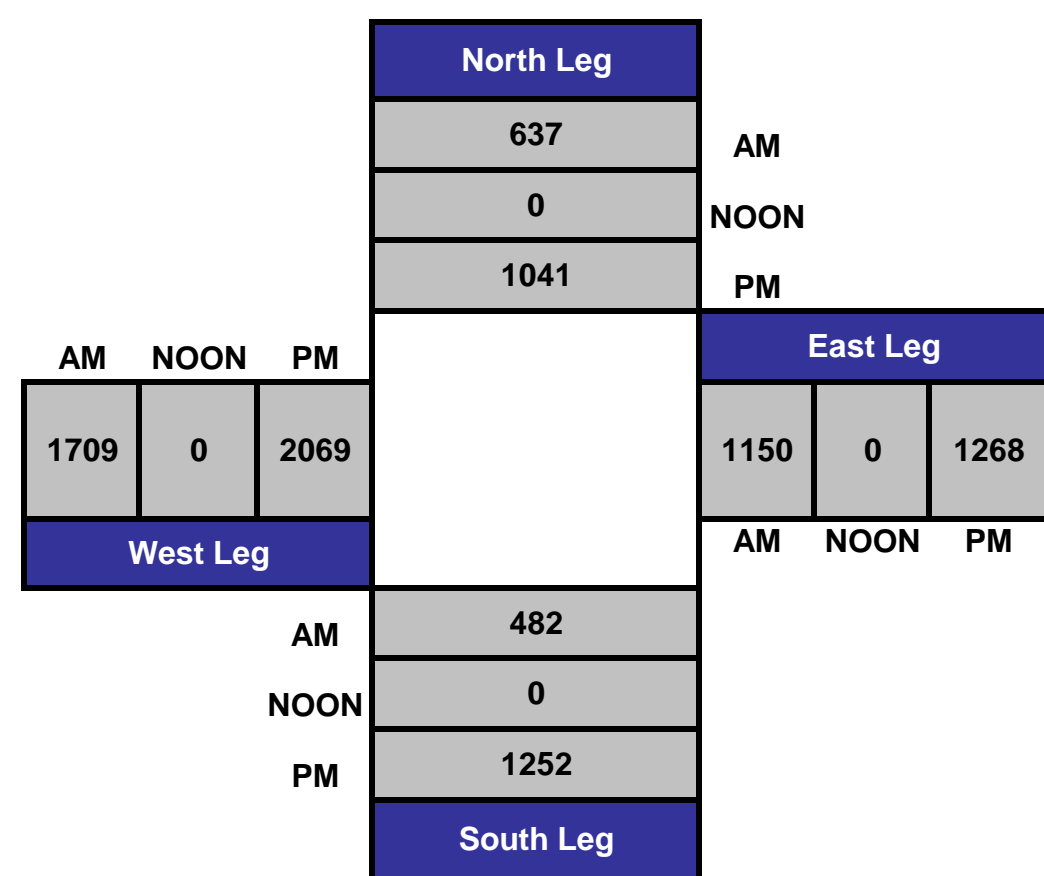 North Leg
637
AM
0
NOON
1041
PM
East Leg
AM NOON PM
1709 0 2069
1150 0 1268
West Leg
AM NOON PM
AM
482
NOON
0
PM
1252
South Leg